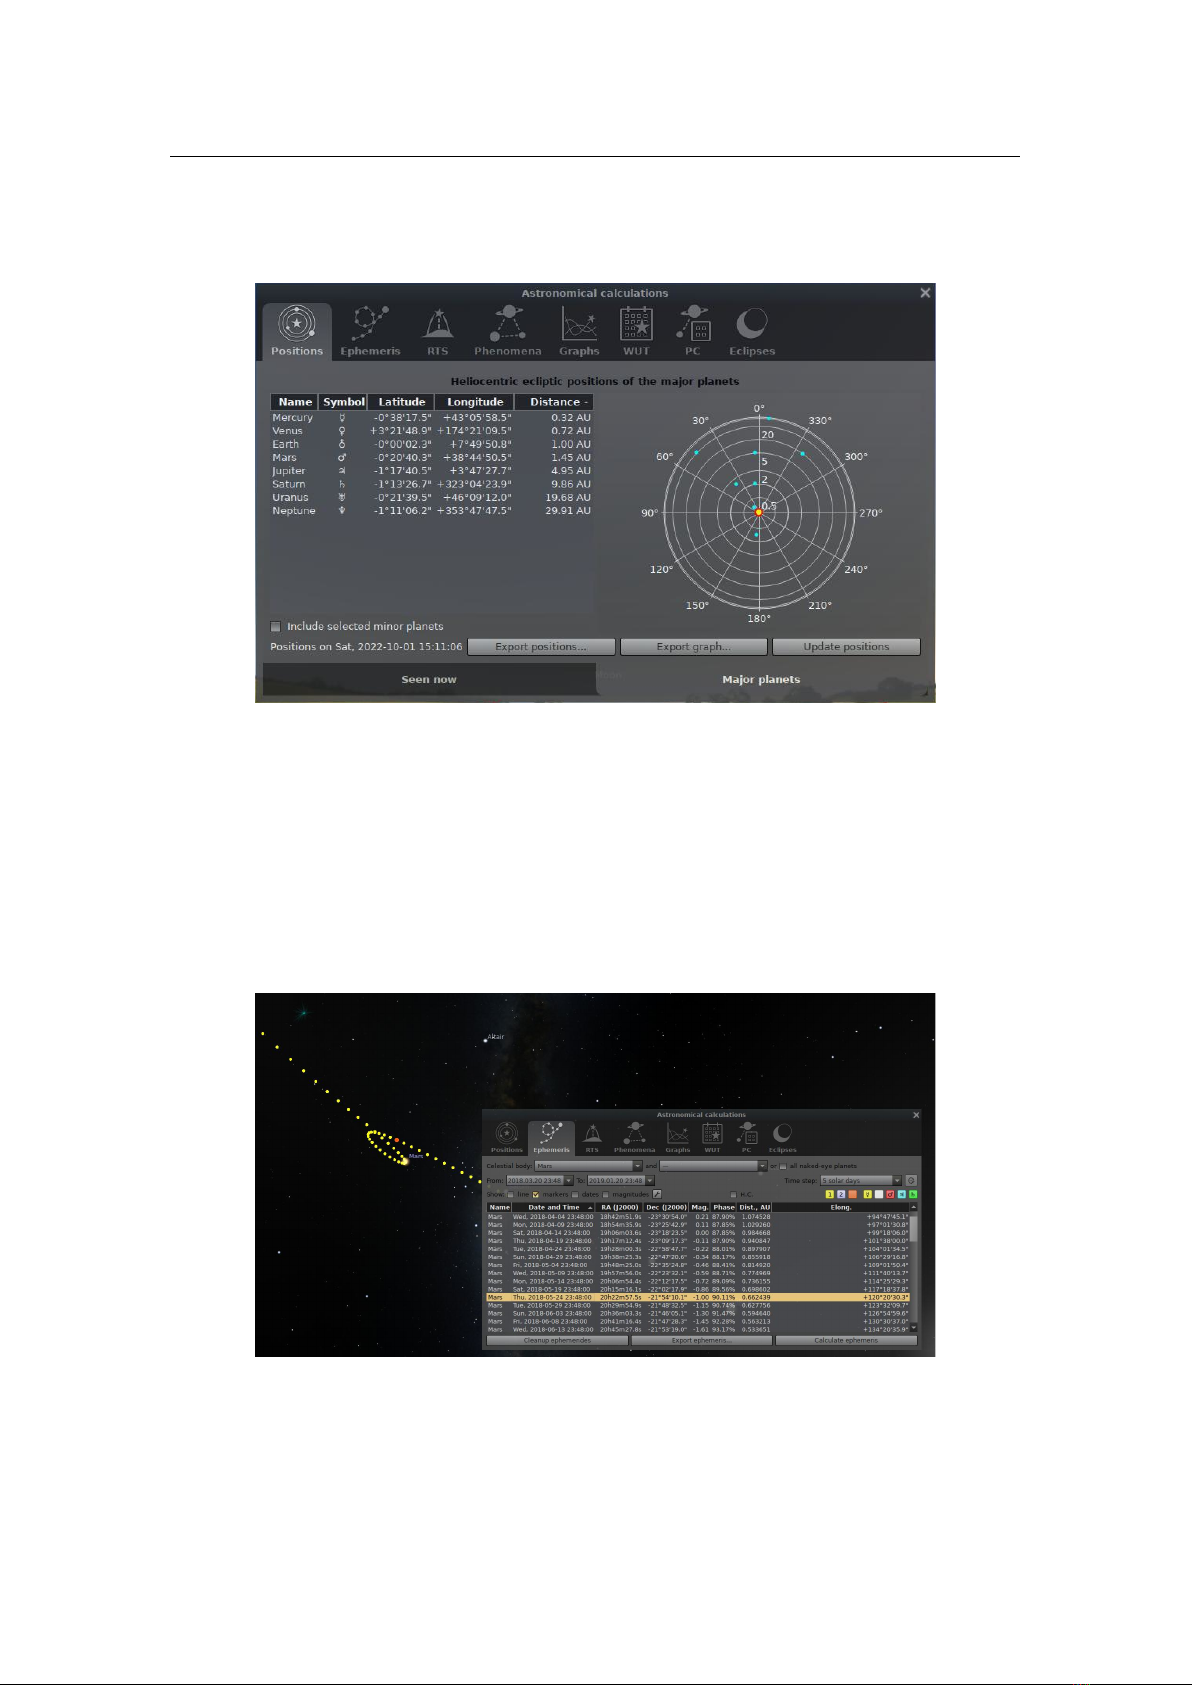 Astronomical calculations
Positions Ephemeris RTS Phenomena Graphs WUT PC Eclipses
Heliocentric ecliptic positions of the major planets
Name Symbol Latitude Longitude Distance
Mercury ☿ -0°38'17.5" +43°05'58.5" 0.32 AU
Venus ♀ +3°21'48.9" +174°21'09.5" 0.72 AU
Earth ♁ -0°00'02.3" +7°49'50.8" 1.00 AU
Mars ♂ -0°20'40.3" +38°44'50.5" 1.45 AU
Jupiter ♃ -1°17'40.5" +3°47'27.7" 4.95 AU
Saturn ♄ -1°13'26.7" +323°04'23.9" 9.86 AU
Uranus ♅ -0°21'39.5" +46°09'12.0" 19.68 AU
Neptune ♆ -1°11'06.2" +353°47'47.5" 29.91 AU
0°
30° 330°
20
60° 5 300°
2
90° 0.5 270°
120° 240°
150° 210°
180°
Include selected minor planets
Positions on Sat, 2022-10-01 15:11:06 Export positions... Export graph... Update positions
Seen now Major planets
Altair
Mars
Astronomical calculations
Positions Ephemeris RTS Phenomena Graphs WUT PC Eclipses
Celestial body: Mars and --- or all naked-eye planets
From: 2018.03.20 23:48 To: 2019.01.20 23:48 Time step: 5 solar days
Show: line markers dates magnitudes H.C.
Name Date and Time RA (J2000) Dec (J2000) Mag. Phase Dist., AU Elong.
Mars Wed, 2018-04-04 23:48:00 18h42m51.9s -23°30'54.0" 0.21 87.90% 1.074528 +94°47'45.1"
Mars Mon, 2018-04-09 23:48:00 18h54m35.9s -23°25'42.9" 0.11 87.85% 1.029260 +97°01'30.8"
Mars Sat, 2018-04-14 23:48:00 19h06m03.6s -23°18'23.5" 0.00 87.85% 0.984668 +99°18'06.0"
Mars Thu, 2018-04-19 23:48:00 19h17m12.4s -23°09'17.3" -0.11 87.90% 0.940847 +101°38'00.0"
Mars Tue, 2018-04-24 23:48:00 19h28m00.3s -22°58'47.7" -0.22 88.01% 0.897907 +104°01'34.5"
Mars Sun, 2018-04-29 23:48:00 19h38m25.3s -22°47'20.6" -0.34 88.17% 0.855918 +106°29'16.8"
Mars Fri, 2018-05-04 23:48:00 19h48m25.0s -22°35'24.8" -0.46 88.41% 0.814920 +109°01'50.4"
Mars Wed, 2018-05-09 23:48:00 19h57m56.0s -22°23'32.1" -0.59 88.71% 0.774969 +111°40'13.7"
Mars Mon, 2018-05-14 23:48:00 20h06m54.4s -22°12'17.5" -0.72 89.09% 0.736155 +114°25'29.3"
Mars Sat, 2018-05-19 23:48:00 20h15m16.1s -22°02'17.9" -0.86 89.56% 0.698602 +117°18'37.8"
Mars Thu, 2018-05-24 23:48:00 20h22m57.5s -21°54'10.1" -1.00 90.11% 0.662439 +120°20'30.3"
Mars Tue, 2018-05-29 23:48:00 20h29m54.9s -21°48'32.5" -1.15 90.74% 0.627756 +123°32'09.7"
Mars Sun, 2018-06-03 23:48:00 20h36m03.3s -21°46'05.1" -1.30 91.47% 0.594640 +126°54'59.6"
Mars Fri, 2018-06-08 23:48:00 20h41m16.4s -21°47'28.3" -1.45 92.28% 0.563213 +130°30'37.0"
Mars Wed, 2018-06-13 23:48:00 20h45m27.8s -21°53'19.0" -1.61 93.17% 0.533651 +134°20'35.9"
Cleanup ephemerides Export ephemeris... Calculate ephemeris